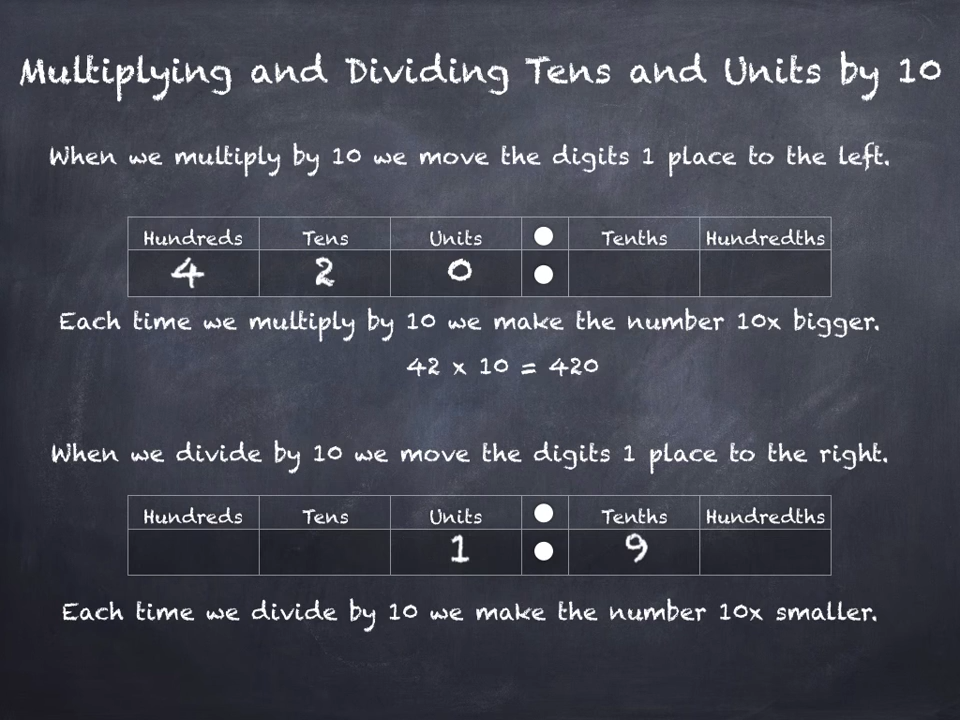 Multiplying and Dividing Tens and Units by 10
When we multiply by 10 we move the digits 1 place to the left.
Hundreds Tens Units • Tenths Hundredths
4 2 0 •
Each time we multiply by 10 we make the number 10x bigger.
42 x 10 = 420
When we divide by 10 we move the digits 1 place to the right.
Hundreds Tens Units • Tenths Hundredths
1 • 9
Each time we divide by 10 we make the number 10x smaller.